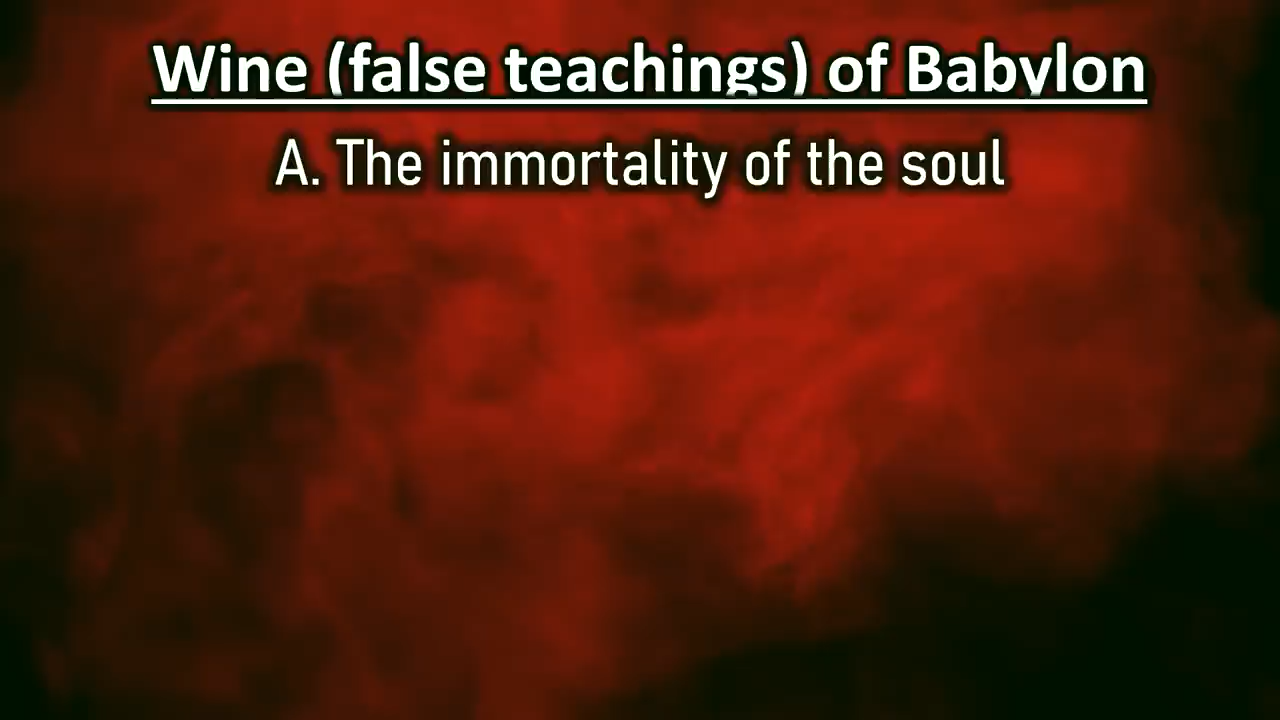 Wine (false teachings) of Babylon
A. The immortality of the soul